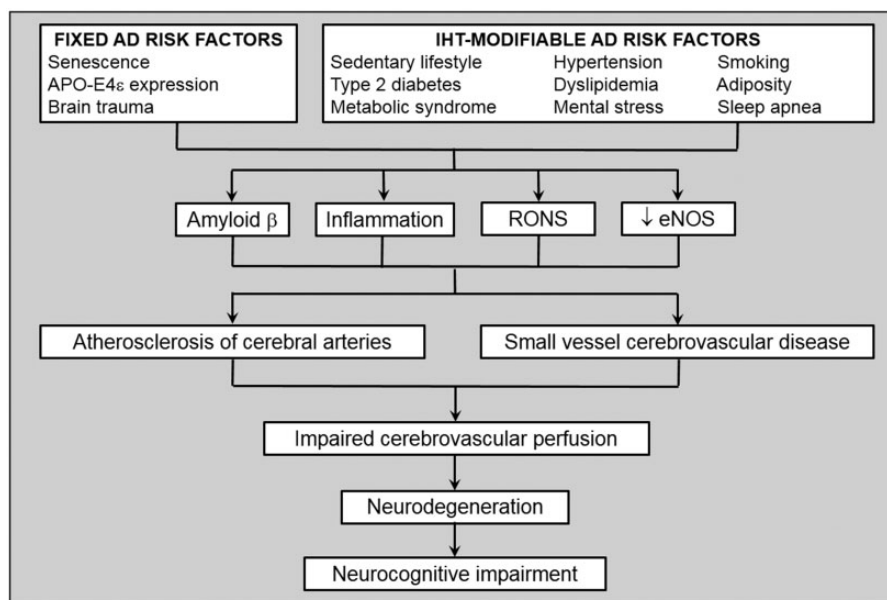 FIXED AD RISK FACTORS
Senescence
APO-E4ε expression
Brain trauma
IHT-MODIFIABLE AD RISK FACTORS
Sedentary lifestyle Hypertension Smoking
Type 2 diabetes Dyslipidemia Adiposity
Metabolic syndrome Mental stress Sleep apnea
Amyloid β Inflammation RONS ↓ eNOS
Atherosclerosis of cerebral arteries Small vessel cerebrovascular disease
Impaired cerebrovascular perfusion
Neurodegeneration
Neurocognitive impairment